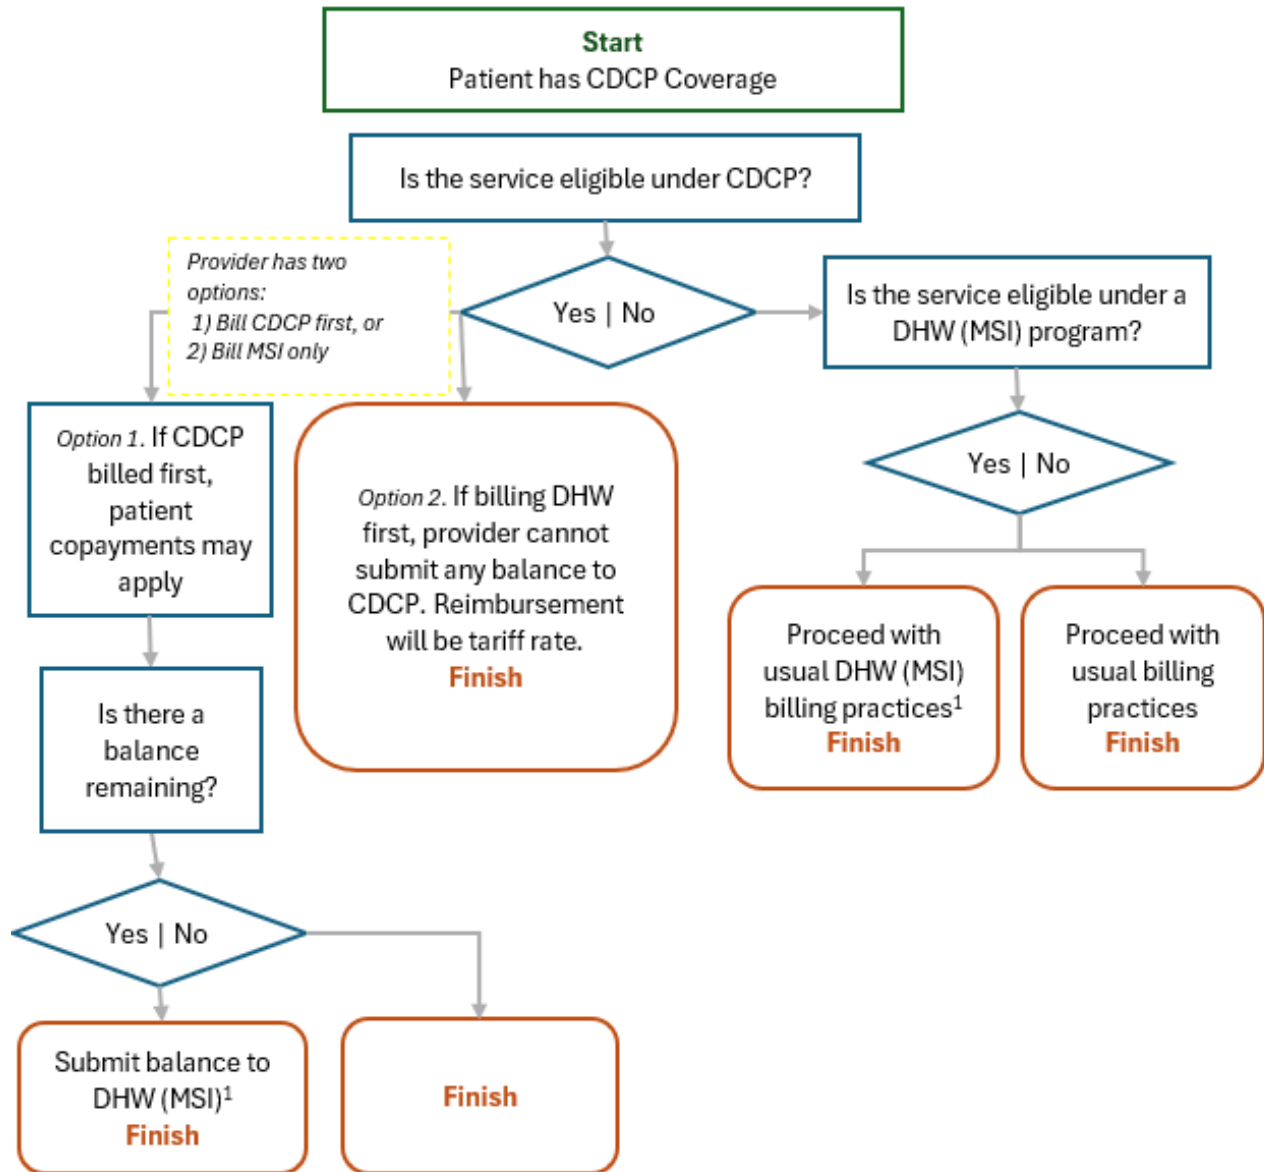 Start
Patient has CDCP Coverage
Is the service eligible under CDCP?
Provider has two
options:
1) Bill CDCP first, or
2) Bill MSI only
Yes | No
Is the service eligible under a
DHW (MSI) program?
Option 1. If CDCP
billed first,
patient
copayments may
apply
Option 2. If billing DHW
first, provider cannot
submit any balance to
CDCP. Reimbursement
will be tariff rate.
Finish
Yes | No
Proceed with
usual DHW (MSI)
billing practices¹
Finish
Proceed with
usual billing
practices
Finish
Is there a
balance
remaining?
Yes | No
Submit balance to
DHW (MSI)¹
Finish
Finish